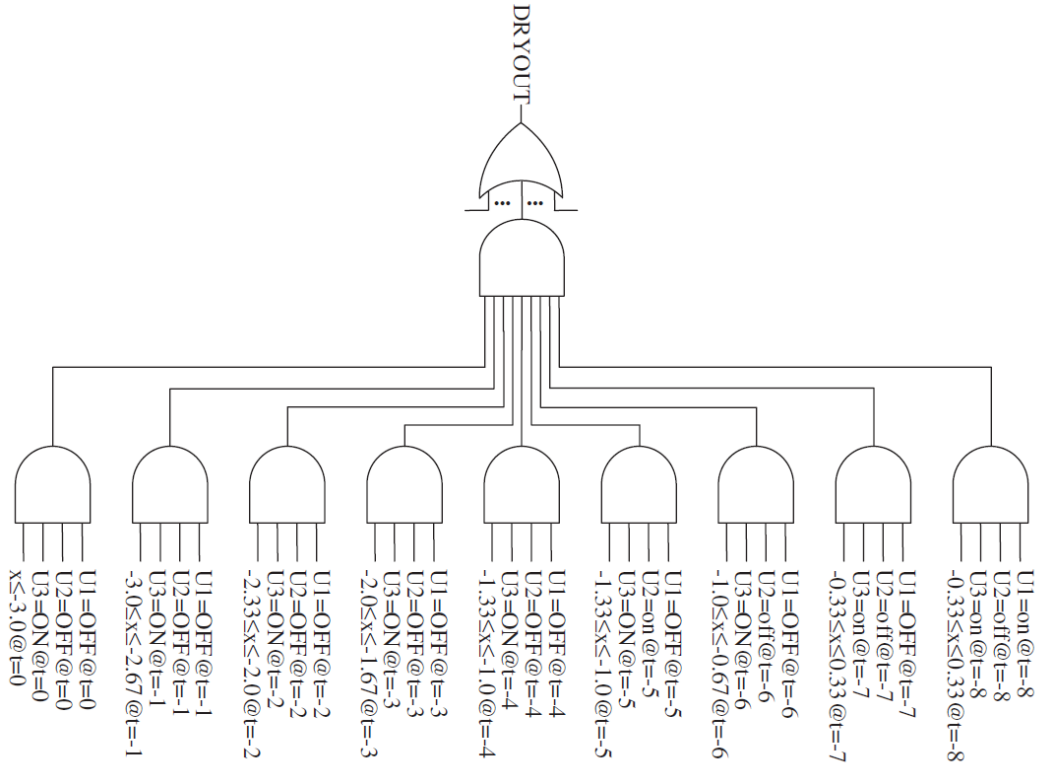 U1=on@t=-8
U2=off@t=-8
U3=on@t=-8
-0.33≤x≤0.33@t=-8
U1=OFF@t=-7
U2=off@t=-7
U3=on@t=-7
-0.33≤x≤0.33@t=-7
U1=OFF@t=-6
U2=off@t=-6
U3=ON@t=-6
-1.0≤x≤-0.67@t=-6
U1=OFF@t=-5
U2=on@t=-5
U3=ON@t=-5
-1.33≤x≤-1.0@t=-5
DRYOUT
...
...
U1=OFF@t=-4
U2=OFF@t=-4
U3=ON@t=-4
-1.33≤x≤-1.0@t=-4
U1=OFF@t=-3
U2=OFF@t=-3
U3=ON@t=-3
-2.0≤x≤-1.67@t=-3
U1=OFF@t=-2
U2=OFF@t=-2
U3=ON@t=-2
-2.33≤x≤-2.0@t=-2
U1=OFF@t=-1
U2=OFF@t=-1
U3=ON@t=-1
-3.0<x≤-2.67@t=-1
U1=OFF@t=0
U2=OFF@t=0
U3=ON@t=0
x≤-3.0@t=0